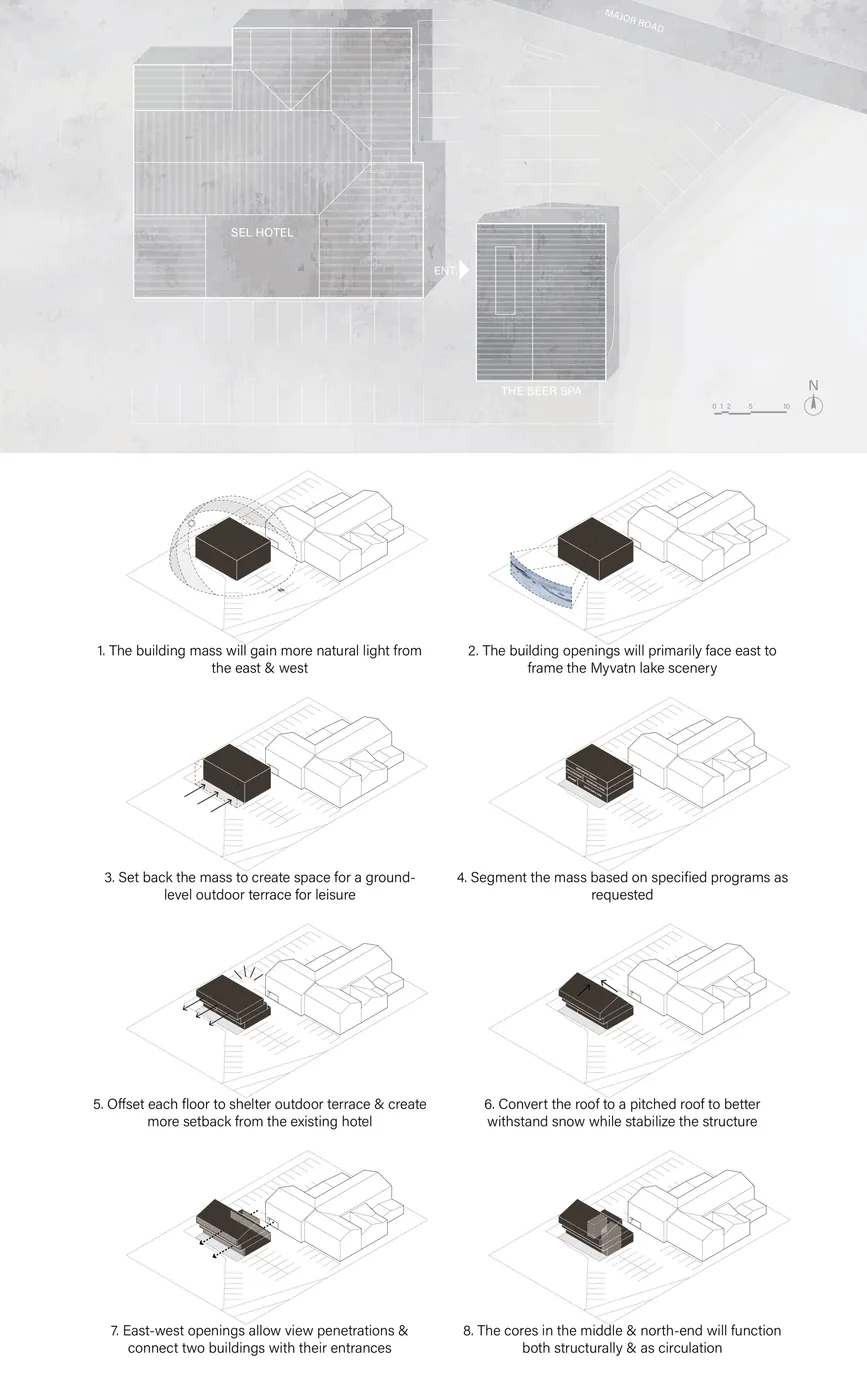 MAJOR ROAD
SEL HOTEL
ENT.
THE BEER SPA
N
0 1 2 5 10
N
1. The building mass will gain more natural light from
the east & west
2. The building openings will primarily face east to
frame the Myvatn lake scenery
3. Set back the mass to create space for a ground-
level outdoor terrace for leisure
4. Segment the mass based on specified programs as
requested
5. Offset each floor to shelter outdoor terrace & create
more setback from the existing hotel
6. Convert the roof to a pitched roof to better
withstand snow while stabilize the structure
7. East-west openings allow view penetrations &
connect two buildings with their entrances
8. The cores in the middle & north-end will function
both structurally & as circulation